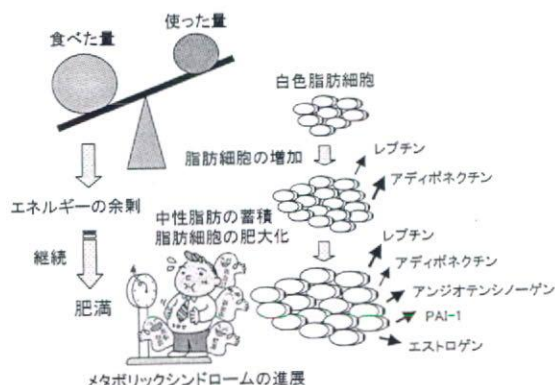 食べた量
使った量
エネルギーの余剰
継続
肥満
白色脂肪細胞
脂肪細胞の増加
レプチン
アディポネクチン
中性脂肪の蓄積
脂肪細胞の肥大化
レプチン
アディポネクチン
アンジオテンシノーゲン
PAI-1
エストロゲン
メタボリックシンドロームの進展